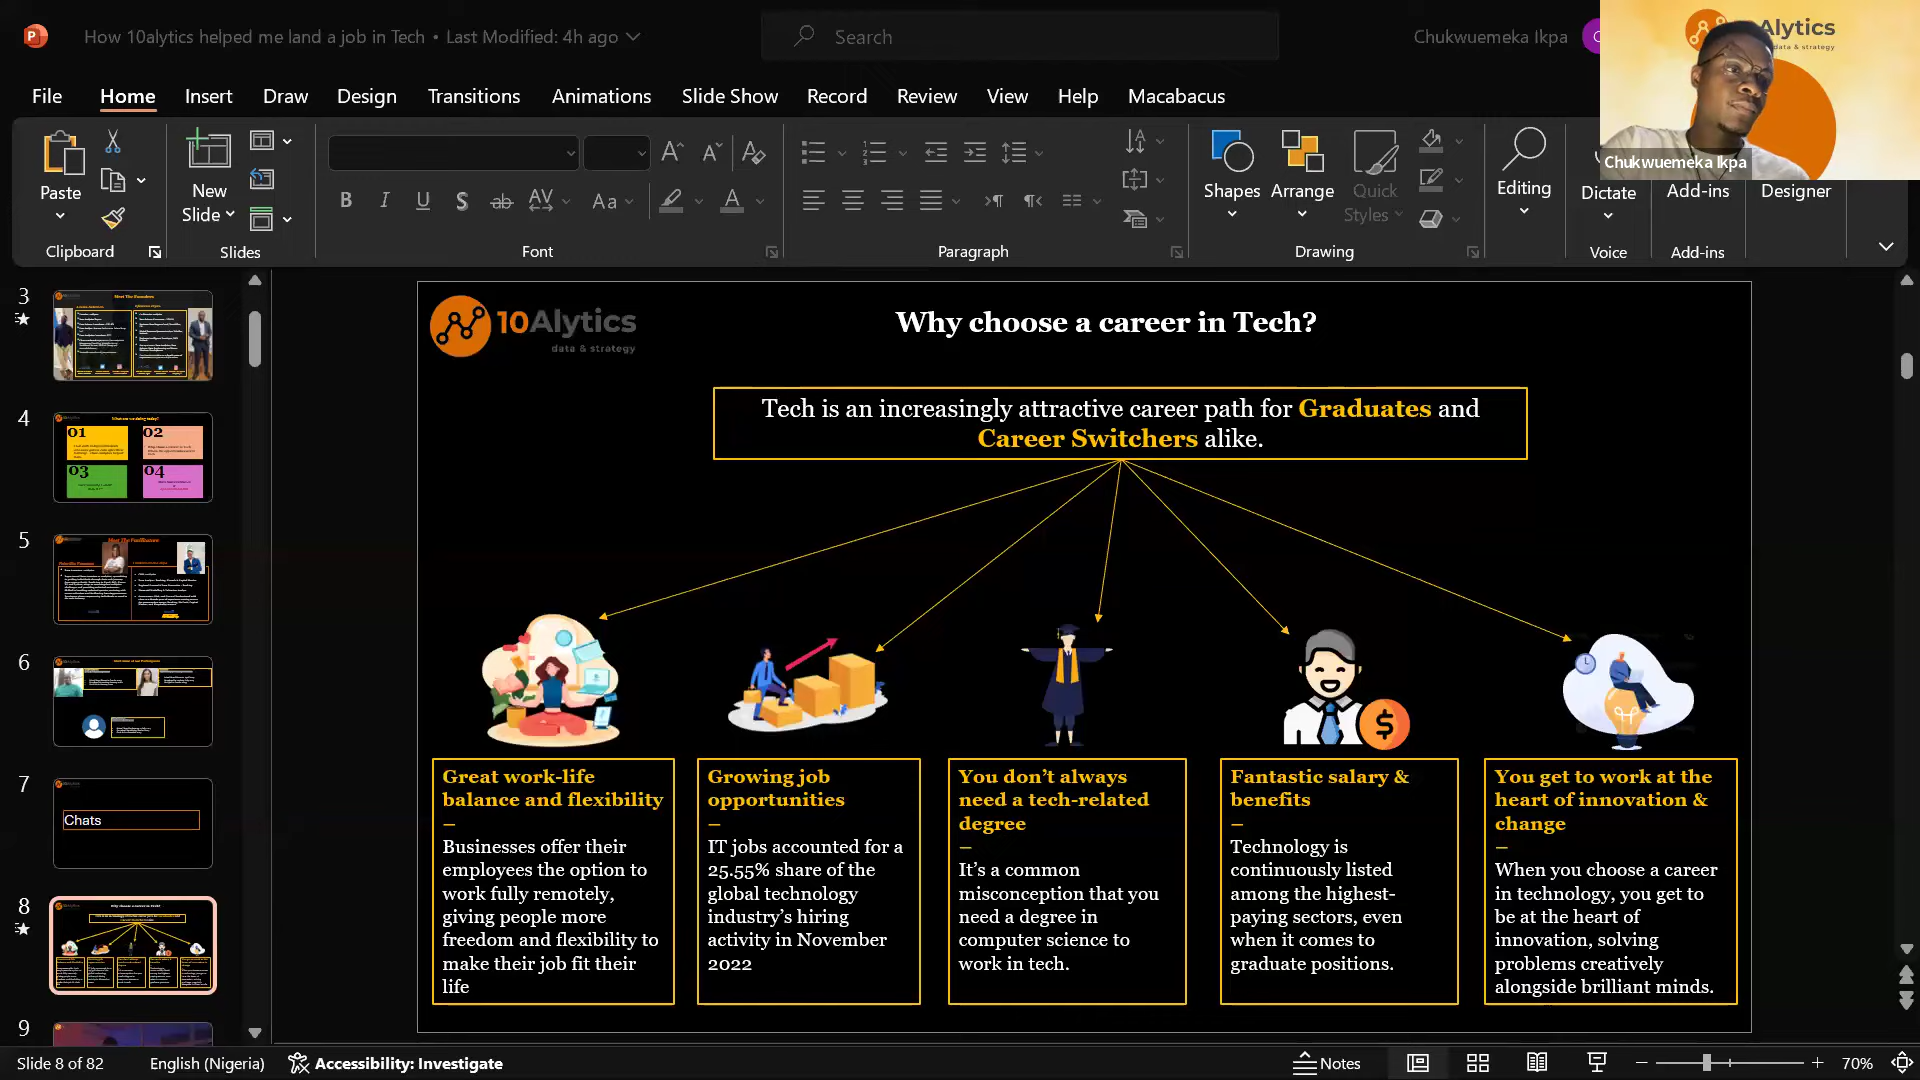 How 10alytics helped me land a job in Tech • Last Modified: 4h ago
Search
Chukwuemeka Ikpa
Alytics
data & strategy
Chukwuemeka Ikpa
File Home Insert Draw Design Transitions Animations Slide Show Record Review View Help Macabacus
Paste
New
Slide
Shapes
Arrange
Quick
Styles
Editing
Dictate
Add-ins
Designer
Clipboard
Slides
Font
Paragraph
Drawing
Voice
Add-ins
3
4
01
02
03
04
5
6
7
Chats
8
9
10Alytics
data & strategy
Why choose a career in Tech?
Tech is an increasingly attractive career path for Graduates and
Career Switchers alike.
Great work-life
balance and flexibility
–
Businesses offer their
employees the option to
work fully remotely,
giving people more
freedom and flexibility to
make their job fit their
life
Growing job
opportunities
–
IT jobs accounted for a
25.55% share of the
global technology
industry's hiring
activity in November
2022
You don't always
need a tech-related
degree
–
It's a common
misconception that you
need a degree in
computer science to
work in tech.
Fantastic salary &
benefits
–
Technology is
continuously listed
among the highest-
paying sectors, even
when it comes to
graduate positions.
You get to work at the
heart of innovation &
change
–
When you choose a career
in technology, you get to
be at the heart of
innovation, solving
problems creatively
alongside brilliant minds.
Slide 8 of 82
English (Nigeria)
Accessibility: Investigate
Notes
70%